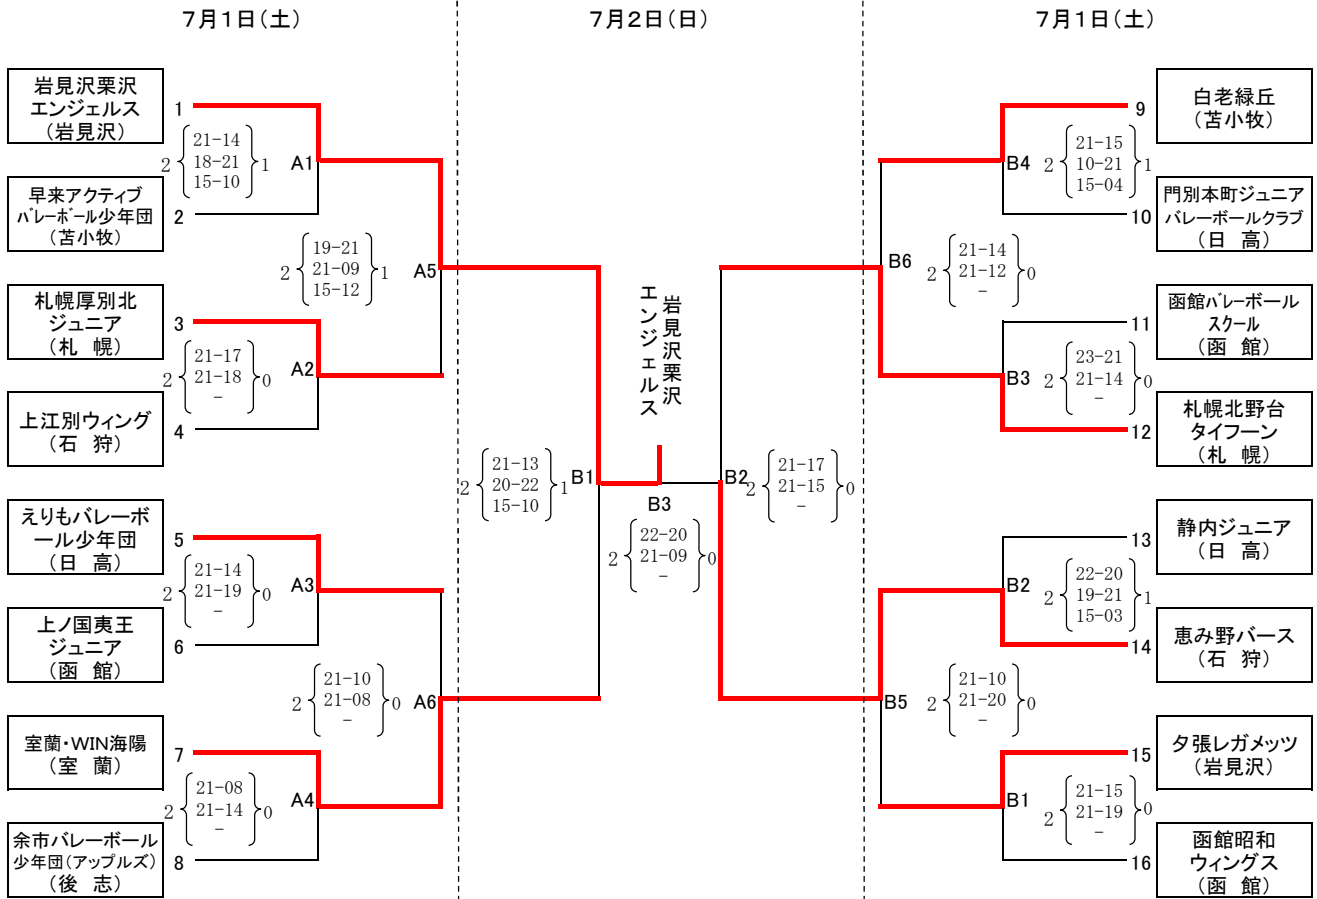 7月1日(土)
7月2日(日)
7月1日(土)
岩見沢栗沢
エンジェルス
(岩見沢)
1
21-14
18-21
15-10
2
1
A1
早来アクティブ
バレーボール少年団
(苫小牧)
2
19-21
21-09
15-12
2
1
A5
札幌厚別北
ジュニア
(札 幌)
3
21-17
21-18
-
2
0
A2
上江別ウィング
(石 狩)
4
21-13
20-22
15-10
2
1
B1
えりもバレーボ
ール少年団
(日 高)
5
21-14
21-19
-
2
0
A3
上ノ国夷王
ジュニア
(函 館)
6
21-10
21-08
-
2
0
A6
室蘭・WIN海陽
(室 蘭)
7
21-08
21-14
-
2
0
A4
余市バレーボール
少年団(アップルズ)
(後 志)
8
岩見沢栗沢
エンジェルス
B3
22-20
21-09
-
2
0
B2
21-17
21-15
-
2
0
白老緑丘
(苫小牧)
9
B4
21-15
10-21
15-04
2
1
門別本町ジュニア
バレーボールクラブ
(日 高)
10
B6
21-14
21-12
-
2
0
函館バレーボール
スクール
(函 館)
11
B3
23-21
21-14
-
2
0
札幌北野台
タイフーン
(札 幌)
12
静内ジュニア
(日 高)
13
B2
22-20
19-21
15-03
2
1
恵み野バース
(石 狩)
14
B5
21-10
21-20
-
2
0
夕張レガメッツ
(岩見沢)
15
B1
21-15
21-19
-
2
0
函館昭和
ウィングス
(函 館)
16